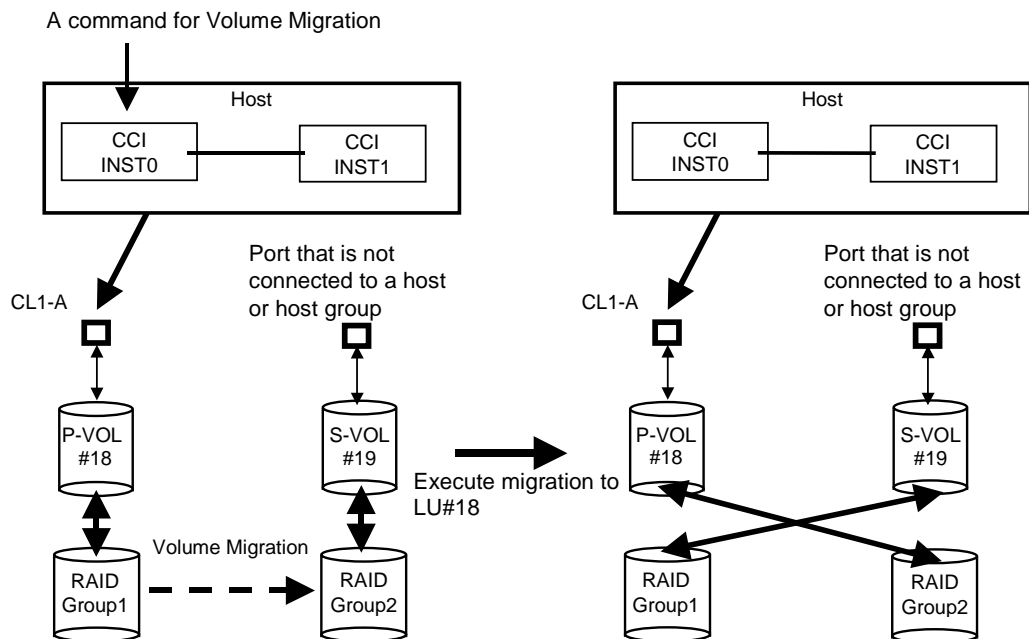 A command for Volume Migration
Host
CCI
INST0
CCI
INST1
Port that is not
connected to a host
or host group
CL1-A
P-VOL
#18
S-VOL
#19
Volume Migration
RAID
Group1
RAID
Group2
Execute migration to
LU#18
Host
CCI
INST0
CCI
INST1
Port that is not
connected to a host
or host group
CL1-A
P-VOL
#18
S-VOL
#19
RAID
Group1
RAID
Group2